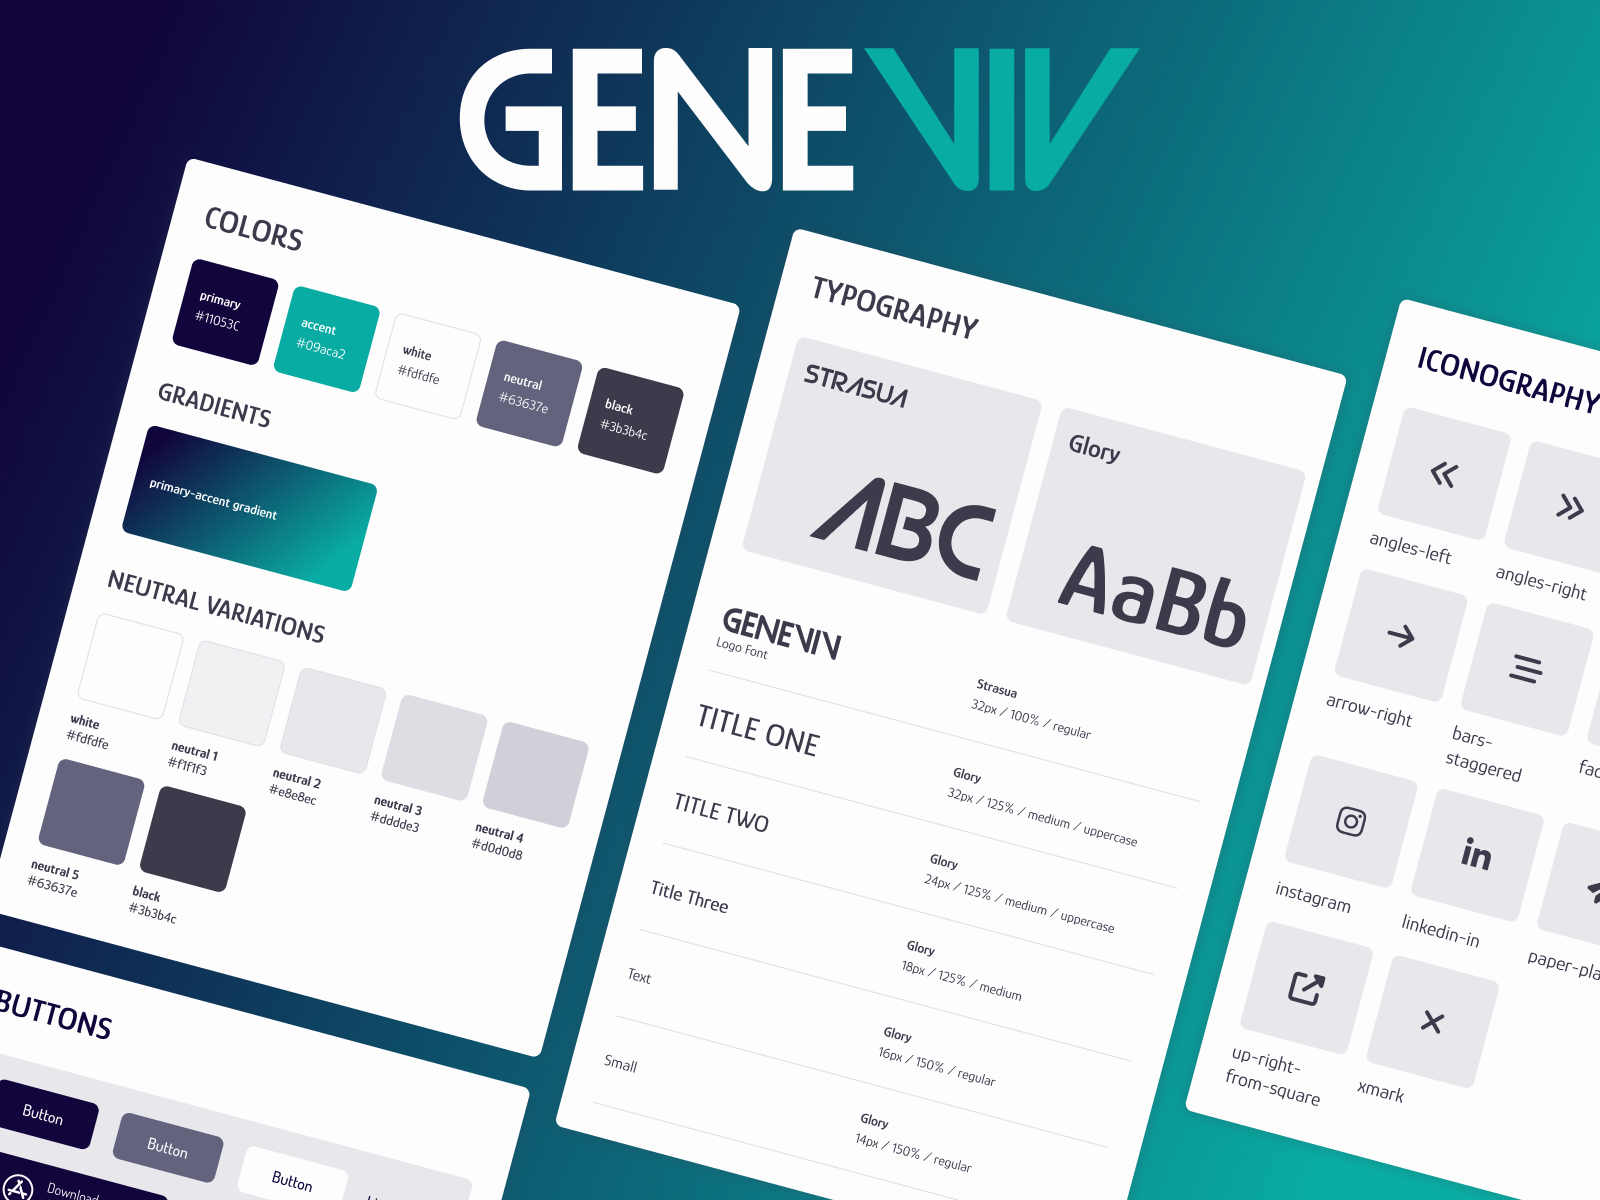 GENEVIV
COLORS
primary
#11053C
accent
#09aca2
white
#fdfdfe
neutral
#63637e
black
#3b3b4c
GRADIENTS
primary-accent gradient
NEUTRAL VARIATIONS
white
#fdfdfe
neutral 1
#f1f1f3
neutral 2
#e8e8ec
neutral 3
#dddde3
neutral 4
#d0d0d8
neutral 5
#63637e
black
#3b3b4c
BUTTONS
Button
Button
Button
Download
TYPOGRAPHY
STRASUA
ABC
Glory
AaBb
GENEVIV
Logo Font
Strasua
32px / 100% / regular
TITLE ONE
Glory
32px / 125% / medium / uppercase
TITLE TWO
Glory
24px / 125% / medium / uppercase
Title Three
Glory
18px / 125% / medium
Text
Glory
16px / 150% / regular
Small
Glory
14px / 150% / regular
ICONOGRAPHY
angles-left
angles-right
arrow-right
bars-
staggered
fac
instagram
in
linkedin-in
paper-pla
up-right-
from-square
xmark